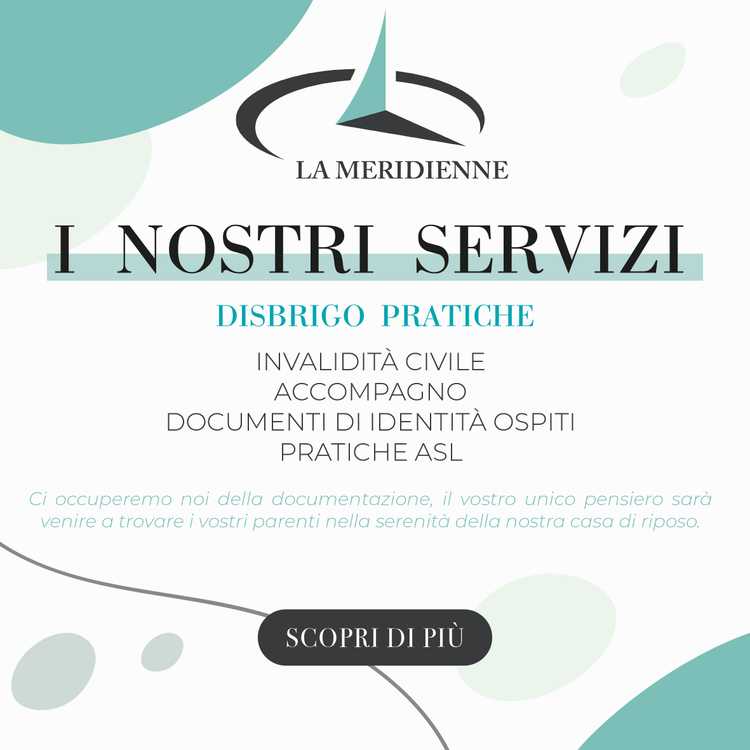 LA MERIDIENNE
I NOSTRI SERVIZI
DISBRIGO PRATICHE
INVALIDITÀ CIVILE
ACCOMPAGNO
DOCUMENTI DI IDENTITÀ OSPITI
PRATICHE ASL
Ci occuperemo noi della documentazione, il vostro unico pensiero sarà
venire a trovare i vostri parenti nella serenità della nostra casa di riposo.
SCOPRI DI PIÙ